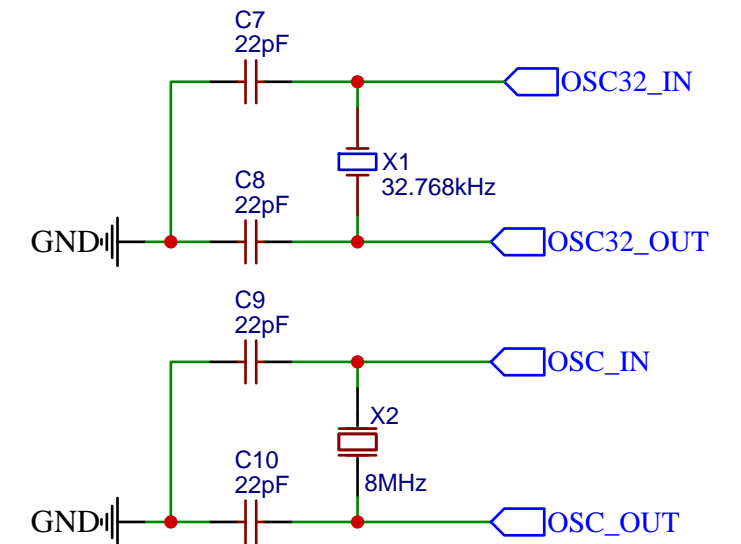 C7
22pF
OSC32_IN
X1
32.768kHz
C8
22pF
GND
OSC32_OUT
C9
22pF
OSC_IN
X2
C10
22pF
8MHz
GND
OSC_OUT